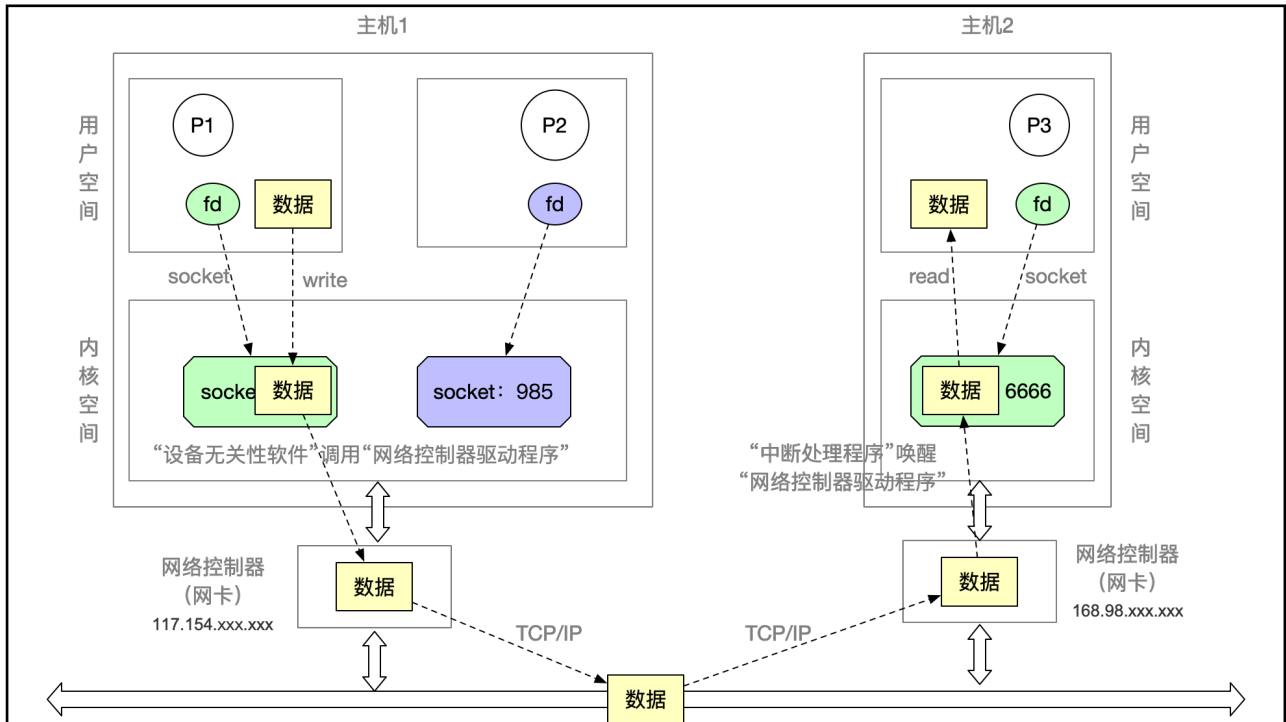 主机1
主机2
用户空间
P1
P2
P3
用户空间
fd
数据
fd
数据
fd
socket
write
read
socket
内核空间
数据
socket：985
数据
6666
内核空间
“设备无关性软件”调用“网络控制器驱动程序”
“中断处理程序”唤醒
“网络控制器驱动程序”
网络控制器
（网卡）
117.154.xxx.xxx
数据
数据
网络控制器
（网卡）
168.98.xxx.xxx
TCP/IP
TCP/IP
数据